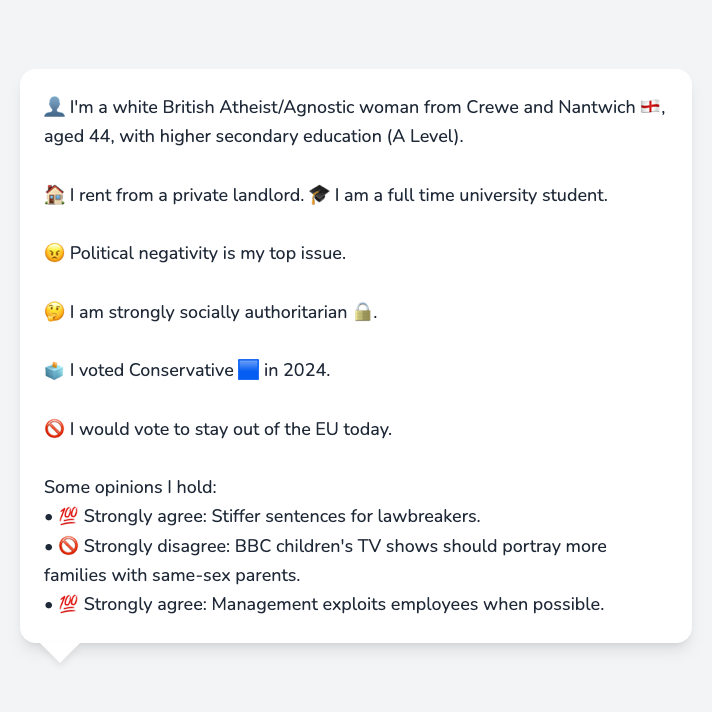 👤 I'm a white British Atheist/Agnostic woman from Crewe and Nantwich 🏴󠁧󠁢󠁥󠁮󠁧󠁿,
aged 44, with higher secondary education (A Level).
🏠 I rent from a private landlord. 🎓 I am a full time university student.
😠 Political negativity is my top issue.
🤔 I am strongly socially authoritarian 🔒.
🗳️ I voted Conservative 🟦 in 2024.
🚫 I would vote to stay out of the EU today.
Some opinions I hold:
• 💯 Strongly agree: Stiffer sentences for lawbreakers.
• 🚫 Strongly disagree: BBC children's TV shows should portray more
families with same-sex parents.
• 💯 Strongly agree: Management exploits employees when possible.